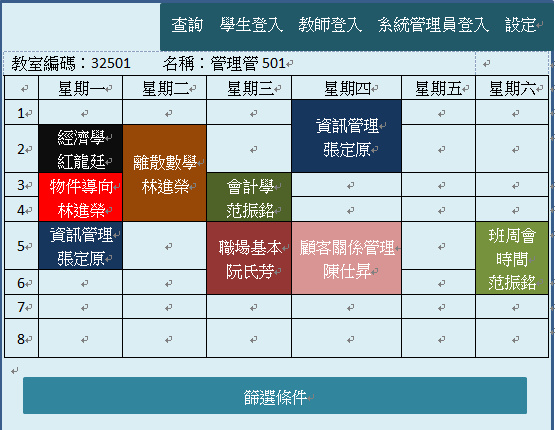 查詢 學生登入 教師登入 系統管理員登入 設定
教室編碼：32501 名稱：管理管 501
星期一 星期二 星期三 星期四 星期五 星期六
1
資訊管理
張定原
2
經濟學
紅龍廷
離散數學
林進榮
3
物件導向
林進榮
會計學
范振銘
4
5
資訊管理
張定原
職場基本
阮氏芳
顧客關係管理
陳仕昇
班周會
時間
范振銘
6
7
8
篩選條件